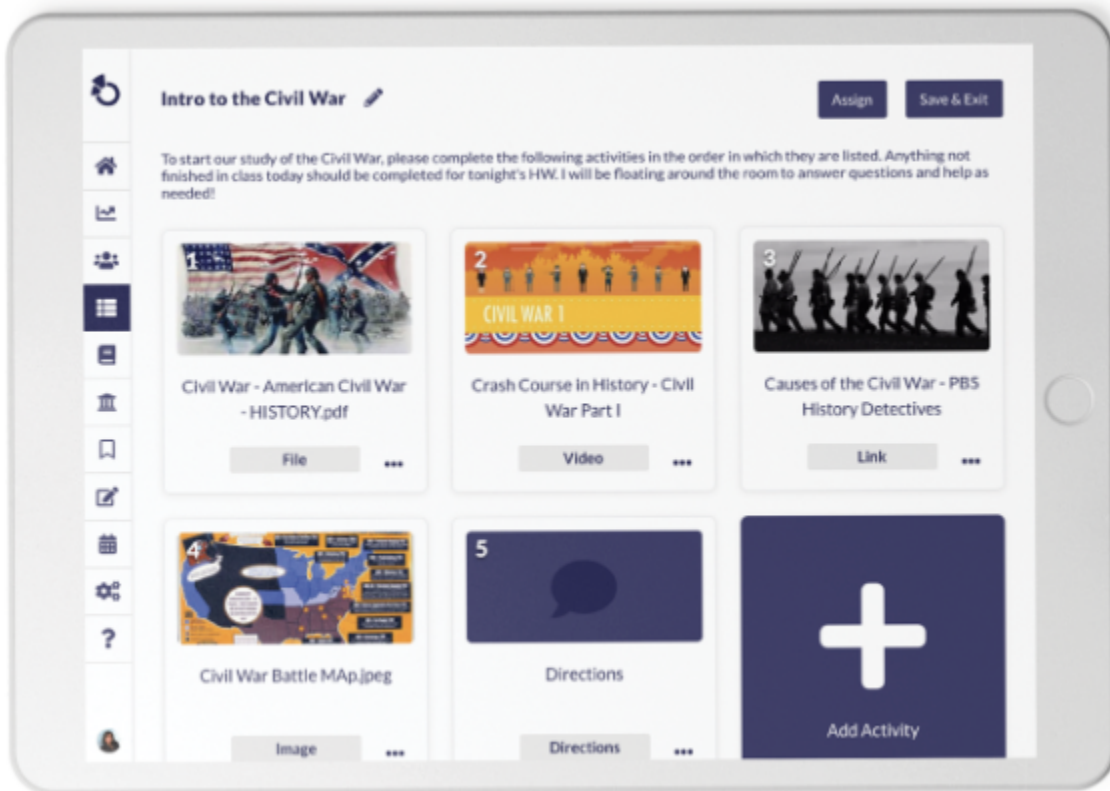 Intro to the Civil War
Assign
Save & Exit
To start our study of the Civil War, please complete the following activities in the order in which they are listed. Anything not
finished in class today should be completed for tonight's HW. I will be floating around the room to answer questions and help as
needed!
1
2
CIVIL WAR 1
3
Civil War - American Civil War
- HISTORY.pdf
Crash Course in History - Civil
War Part I
Causes of the Civil War - PBS
History Detectives
File
Video
Link
4
5
Civil War Battle MAp.jpeg
Directions
Add Activity
Image
Directions
?